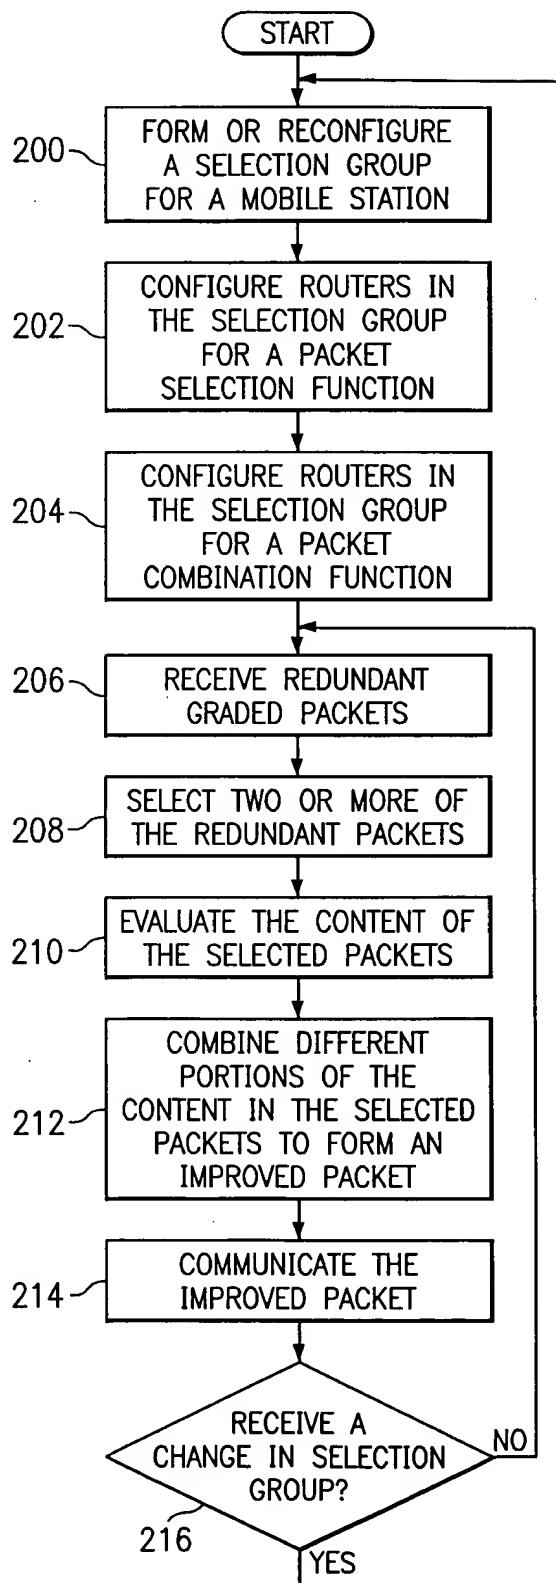 START
200
FORM OR RECONFIGURE
A SELECTION GROUP
FOR A MOBILE STATION
202
CONFIGURE ROUTERS IN
THE SELECTION GROUP
FOR A PACKET
SELECTION FUNCTION
204
CONFIGURE ROUTERS IN
THE SELECTION GROUP
FOR A PACKET
COMBINATION FUNCTION
206
RECEIVE REDUNDANT
GRADED PACKETS
208
SELECT TWO OR MORE OF
THE REDUNDANT PACKETS
210
EVALUATE THE CONTENT OF
THE SELECTED PACKETS
212
COMBINE DIFFERENT
PORTIONS OF THE
CONTENT IN THE SELECTED
PACKETS TO FORM AN
IMPROVED PACKET
214
COMMUNICATE THE
IMPROVED PACKET
RECEIVE A
CHANGE IN SELECTION
GROUP?
NO
216
YES